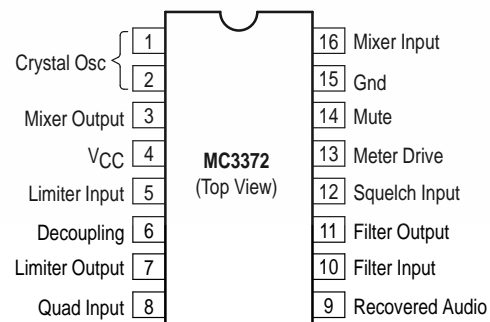 Crystal Osc
1
2
Mixer Output 3
VCC 4
Limiter Input 5
Decoupling 6
Limiter Output 7
Quad Input 8
MC3372
(Top View)
16 Mixer Input
15 Gnd
14 Mute
13 Meter Drive
12 Squelch Input
11 Filter Output
10 Filter Input
9 Recovered Audio